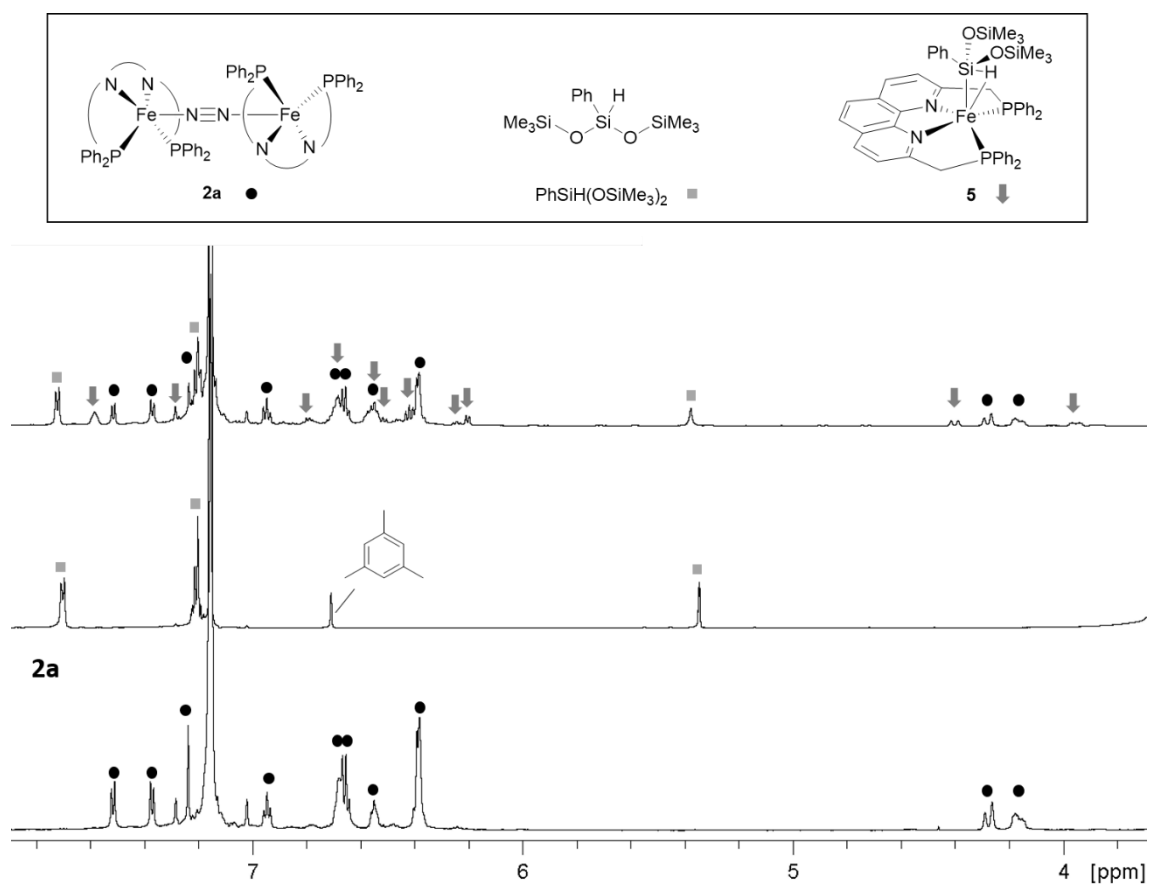 Ph₂P PPh₂
N N
Fe N≡N Fe
N N
Ph₂P PPh₂
2a
Ph H
Me₃Si Si SiMe₃
O O
PhSiH(OSiMe₃)₂
OSiMe₃
Ph OSiMe₃
Si H
N PPh₂
Fe
N
PPh₂
5
2a
7 6 5 4 [ppm]